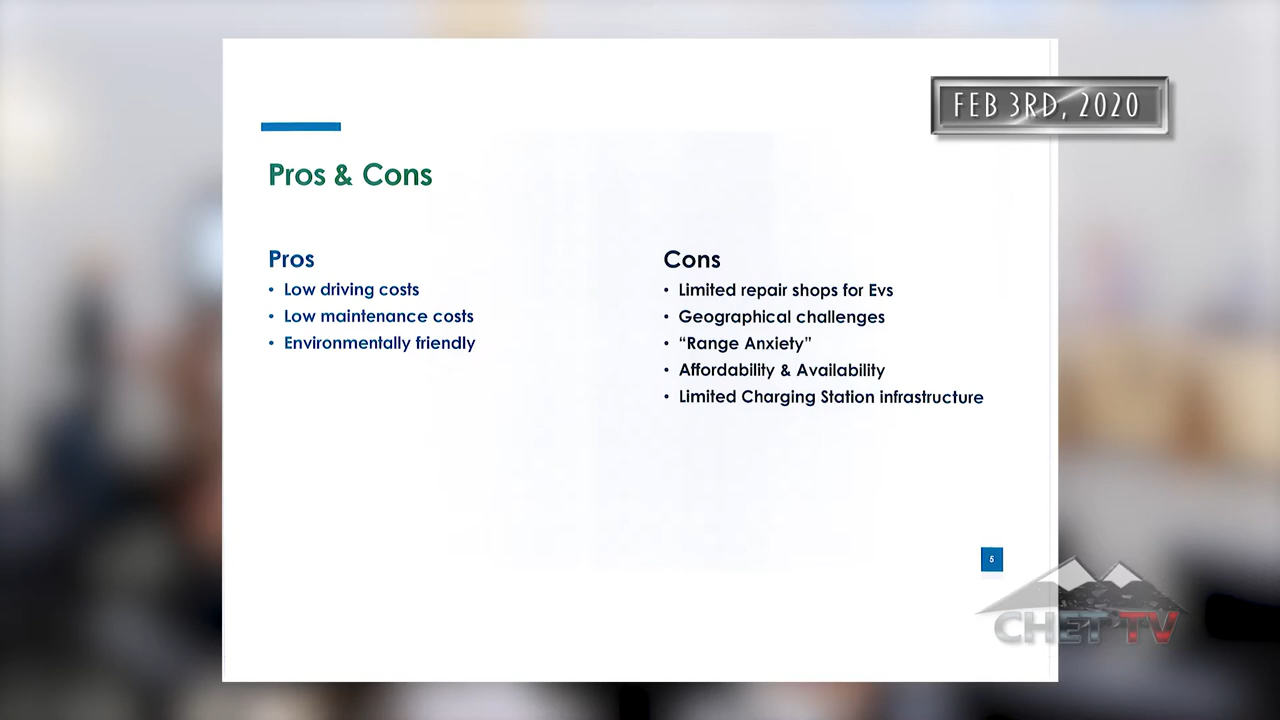 FEB 3RD, 2020
Pros & Cons
Pros
• Low driving costs
• Low maintenance costs
• Environmentally friendly
Cons
• Limited repair shops for Evs
• Geographical challenges
• “Range Anxiety”
• Affordability & Availability
• Limited Charging Station infrastructure
5
CHET TV